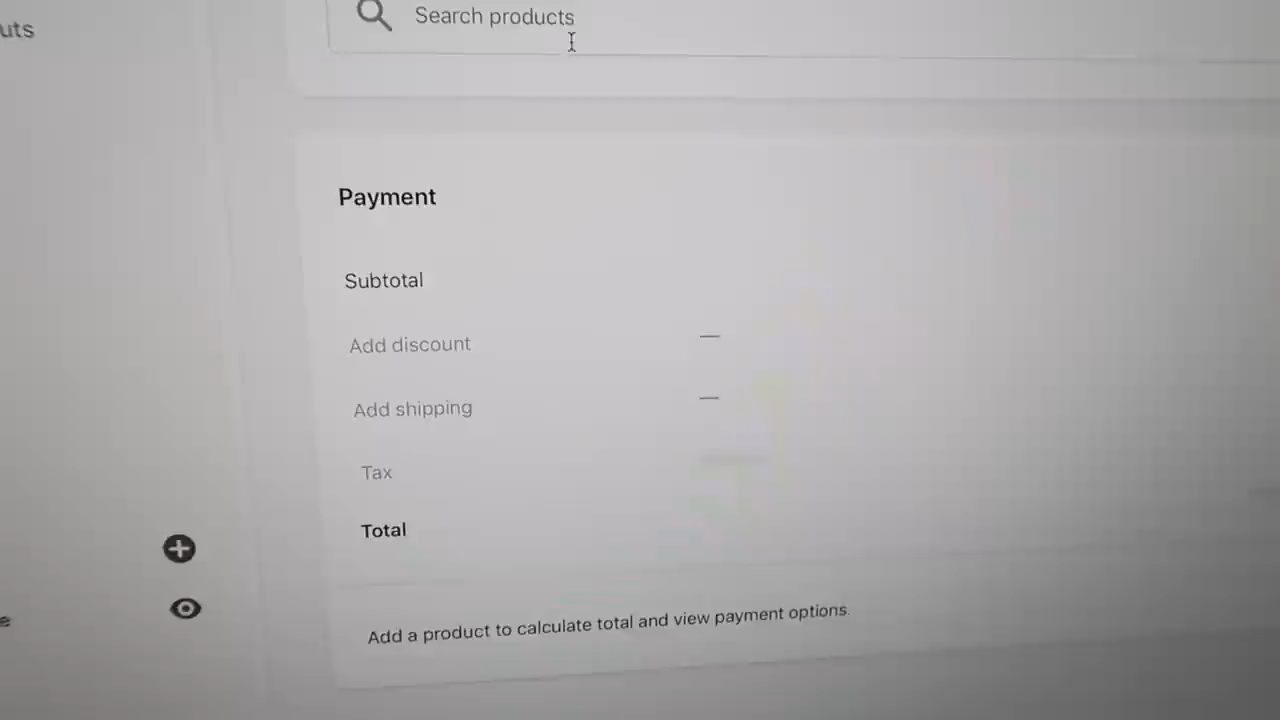 uts
Search products
Payment
Subtotal
Add discount —
Add shipping —
Tax
Total
e
Add a product to calculate total and view payment options.